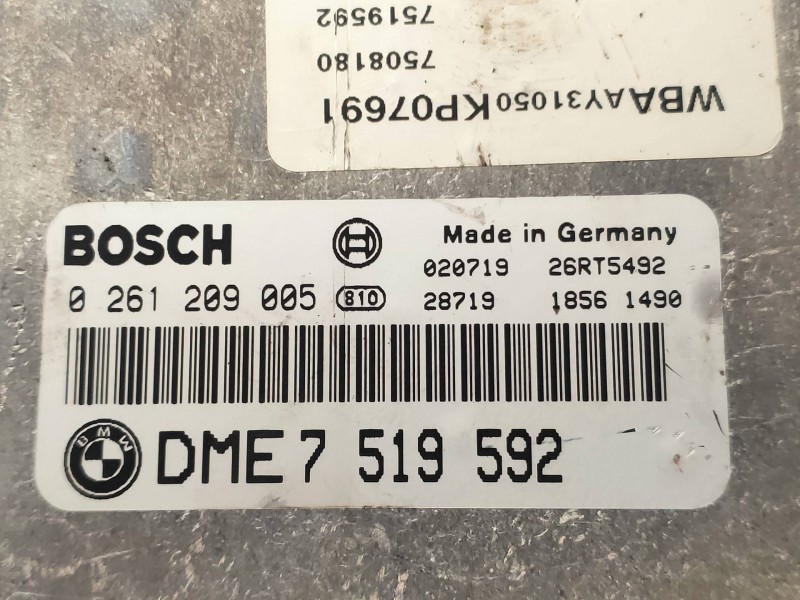 WBAAY31050KP07691
7508180
7519592
BOSCH
Made in Germany
0 261 209 005 810
020719 26RT5492
28719 1856 1490
BMW
DME 7 519 592